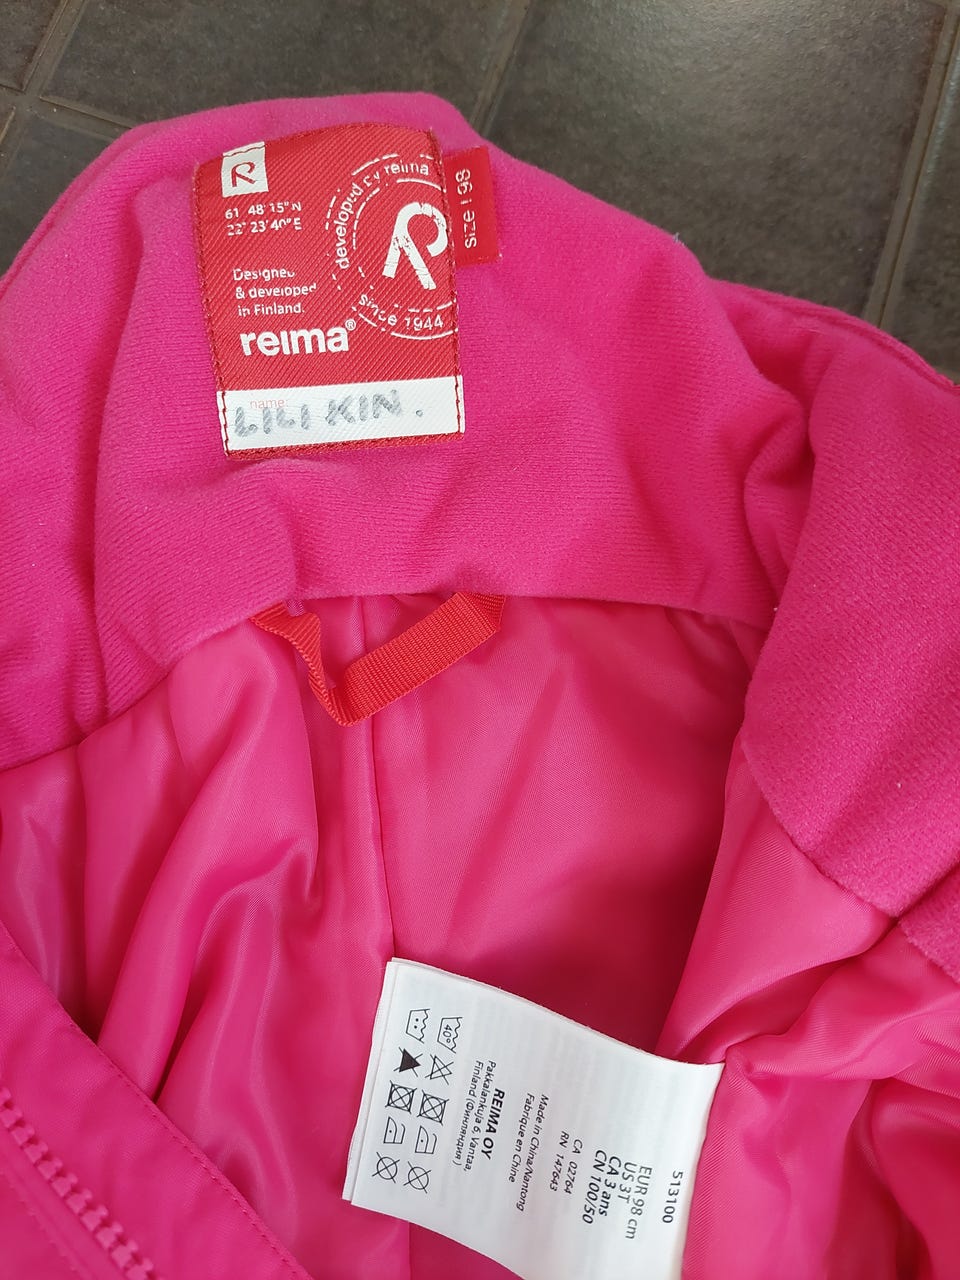 R
61° 48' 15" N
22° 23' 40" E
Designed
& developed
in Finland.
reima®
developed by reima
since 1944
Size | 98
name:
LILI KIN.
513100
EUR 98 cm
US 3T
CA 3 ans
CN 100/50
CA 02764
RN 147643
Made in China/Nantong
Fabriqué en Chine
REIMA OY
Pakkalankuja 6, Vantaa,
Finland (Финляндия)
40°